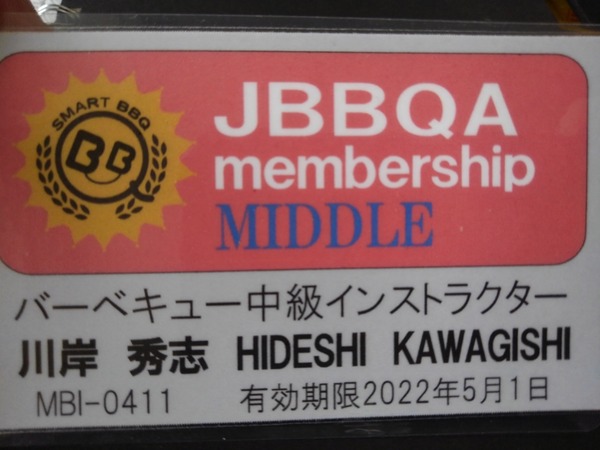 SMART BBQ
BBQ
JBBQA
membership
MIDDLE
バーベキュー中級インストラクター
川岸 秀志 HIDESHI KAWAGISHI
MBI-0411 有効期限2022年5月1日